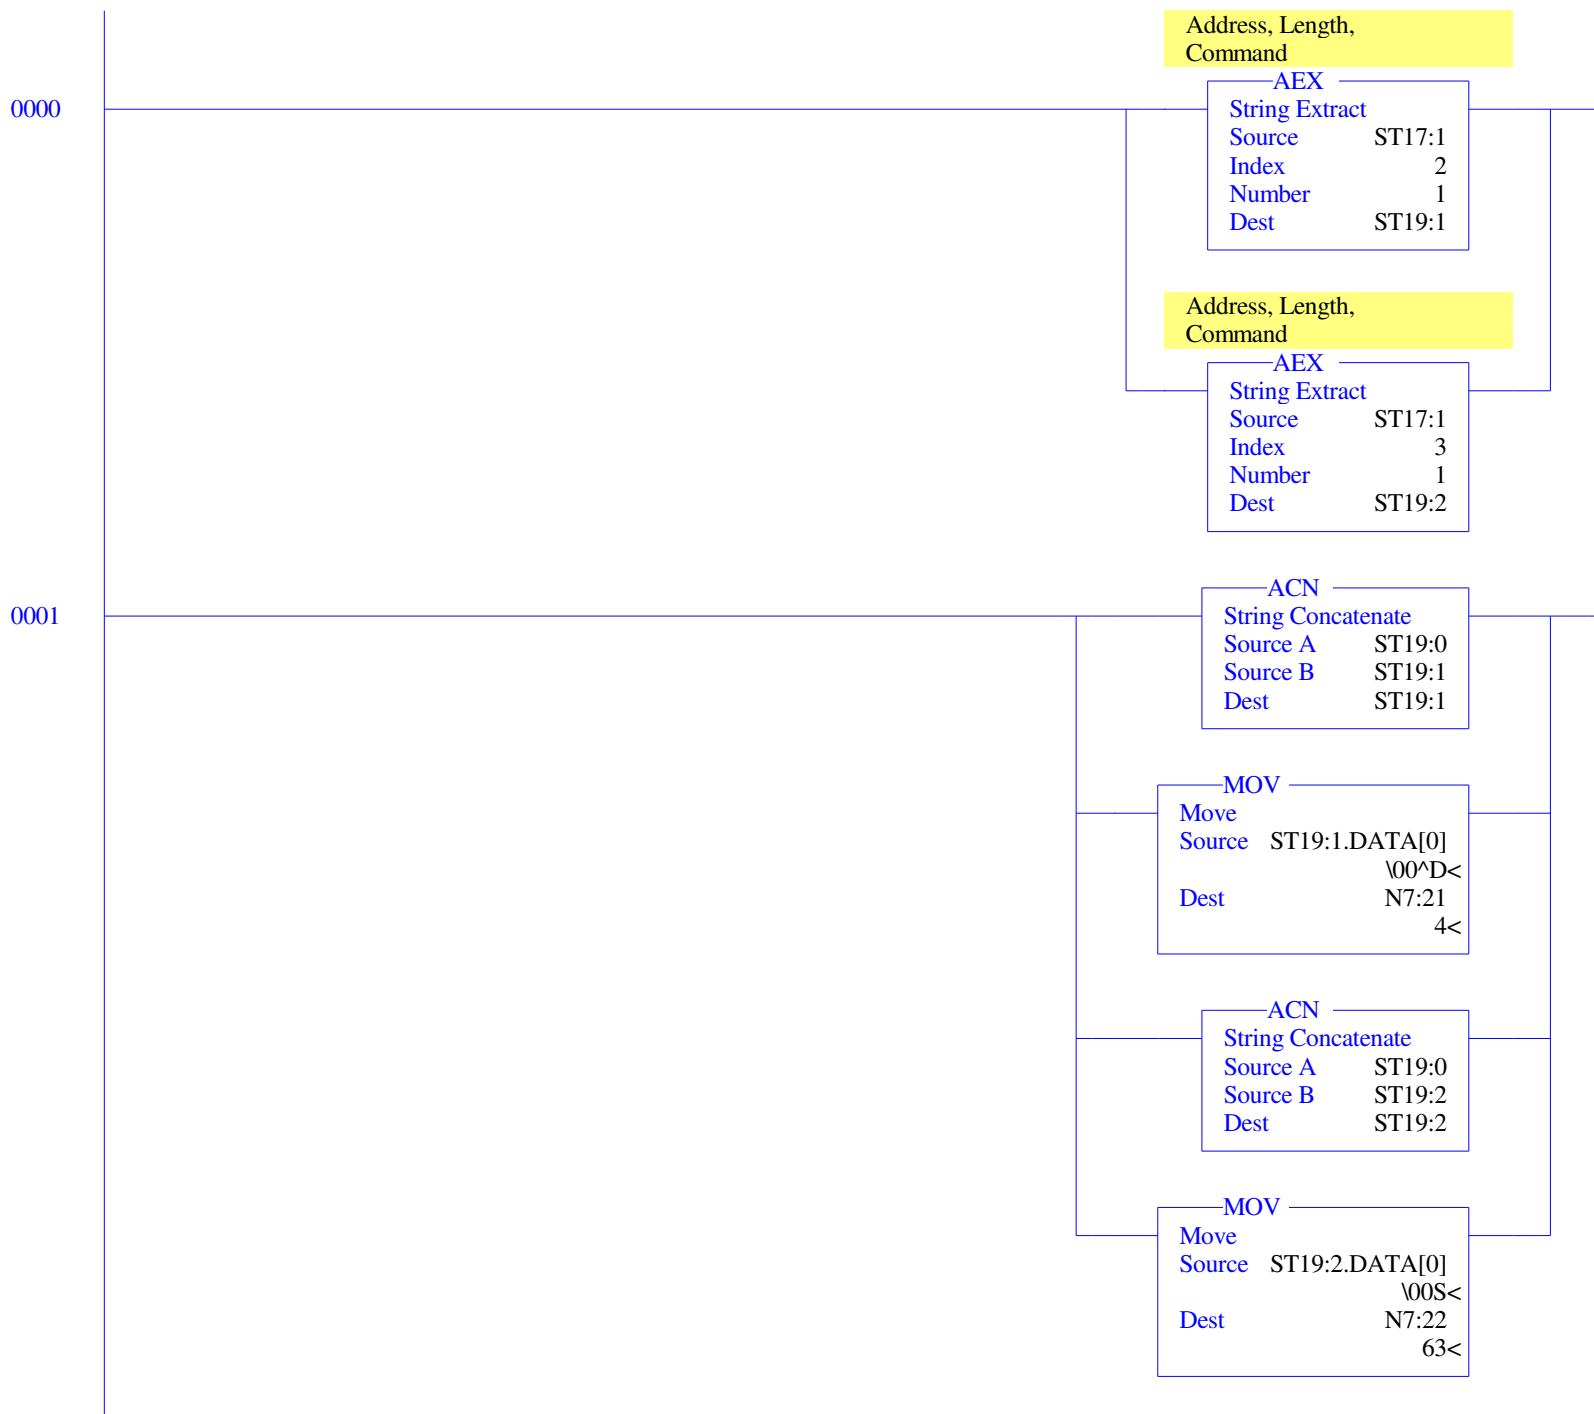 Address, Length,
Command
AEX
0000
String Extract
Source ST17:1
Index 2
Number 1
Dest ST19:1
Address, Length,
Command
AEX
String Extract
Source ST17:1
Index 3
Number 1
Dest ST19:2
ACN
0001
String Concatenate
Source A ST19:0
Source B ST19:1
Dest ST19:1
MOV
Move
Source ST19:1.DATA[0]
\00^D<
Dest N7:21
4<
ACN
String Concatenate
Source A ST19:0
Source B ST19:2
Dest ST19:2
MOV
Move
Source ST19:2.DATA[0]
\00S<
Dest N7:22
63<